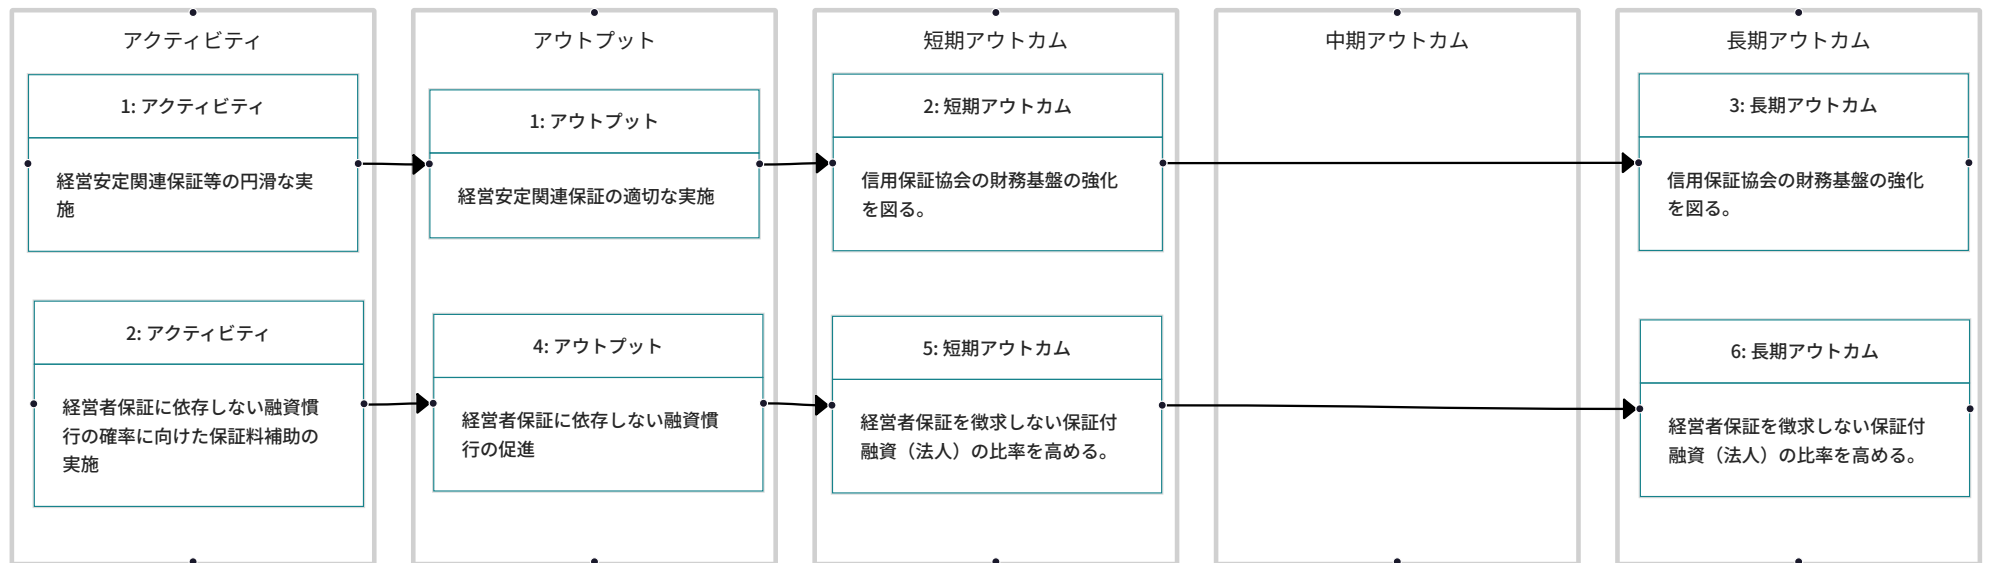 アクティビティ
アウトプット
短期アウトカム
中期アウトカム
長期アウトカム
1: アクティビティ
経営安定関連保証等の円滑な実
施
1: アウトプット
経営安定関連保証の適切な実施
2: 短期アウトカム
信用保証協会の財務基盤の強化
を図る。
3: 長期アウトカム
信用保証協会の財務基盤の強化
を図る。
2: アクティビティ
経営者保証に依存しない融資慣
行の確率に向けた保証料補助の
実施
4: アウトプット
経営者保証に依存しない融資慣
行の促進
5: 短期アウトカム
経営者保証を徴求しない保証付
融資（法人）の比率を高める。
6: 長期アウトカム
経営者保証を徴求しない保証付
融資（法人）の比率を高める。